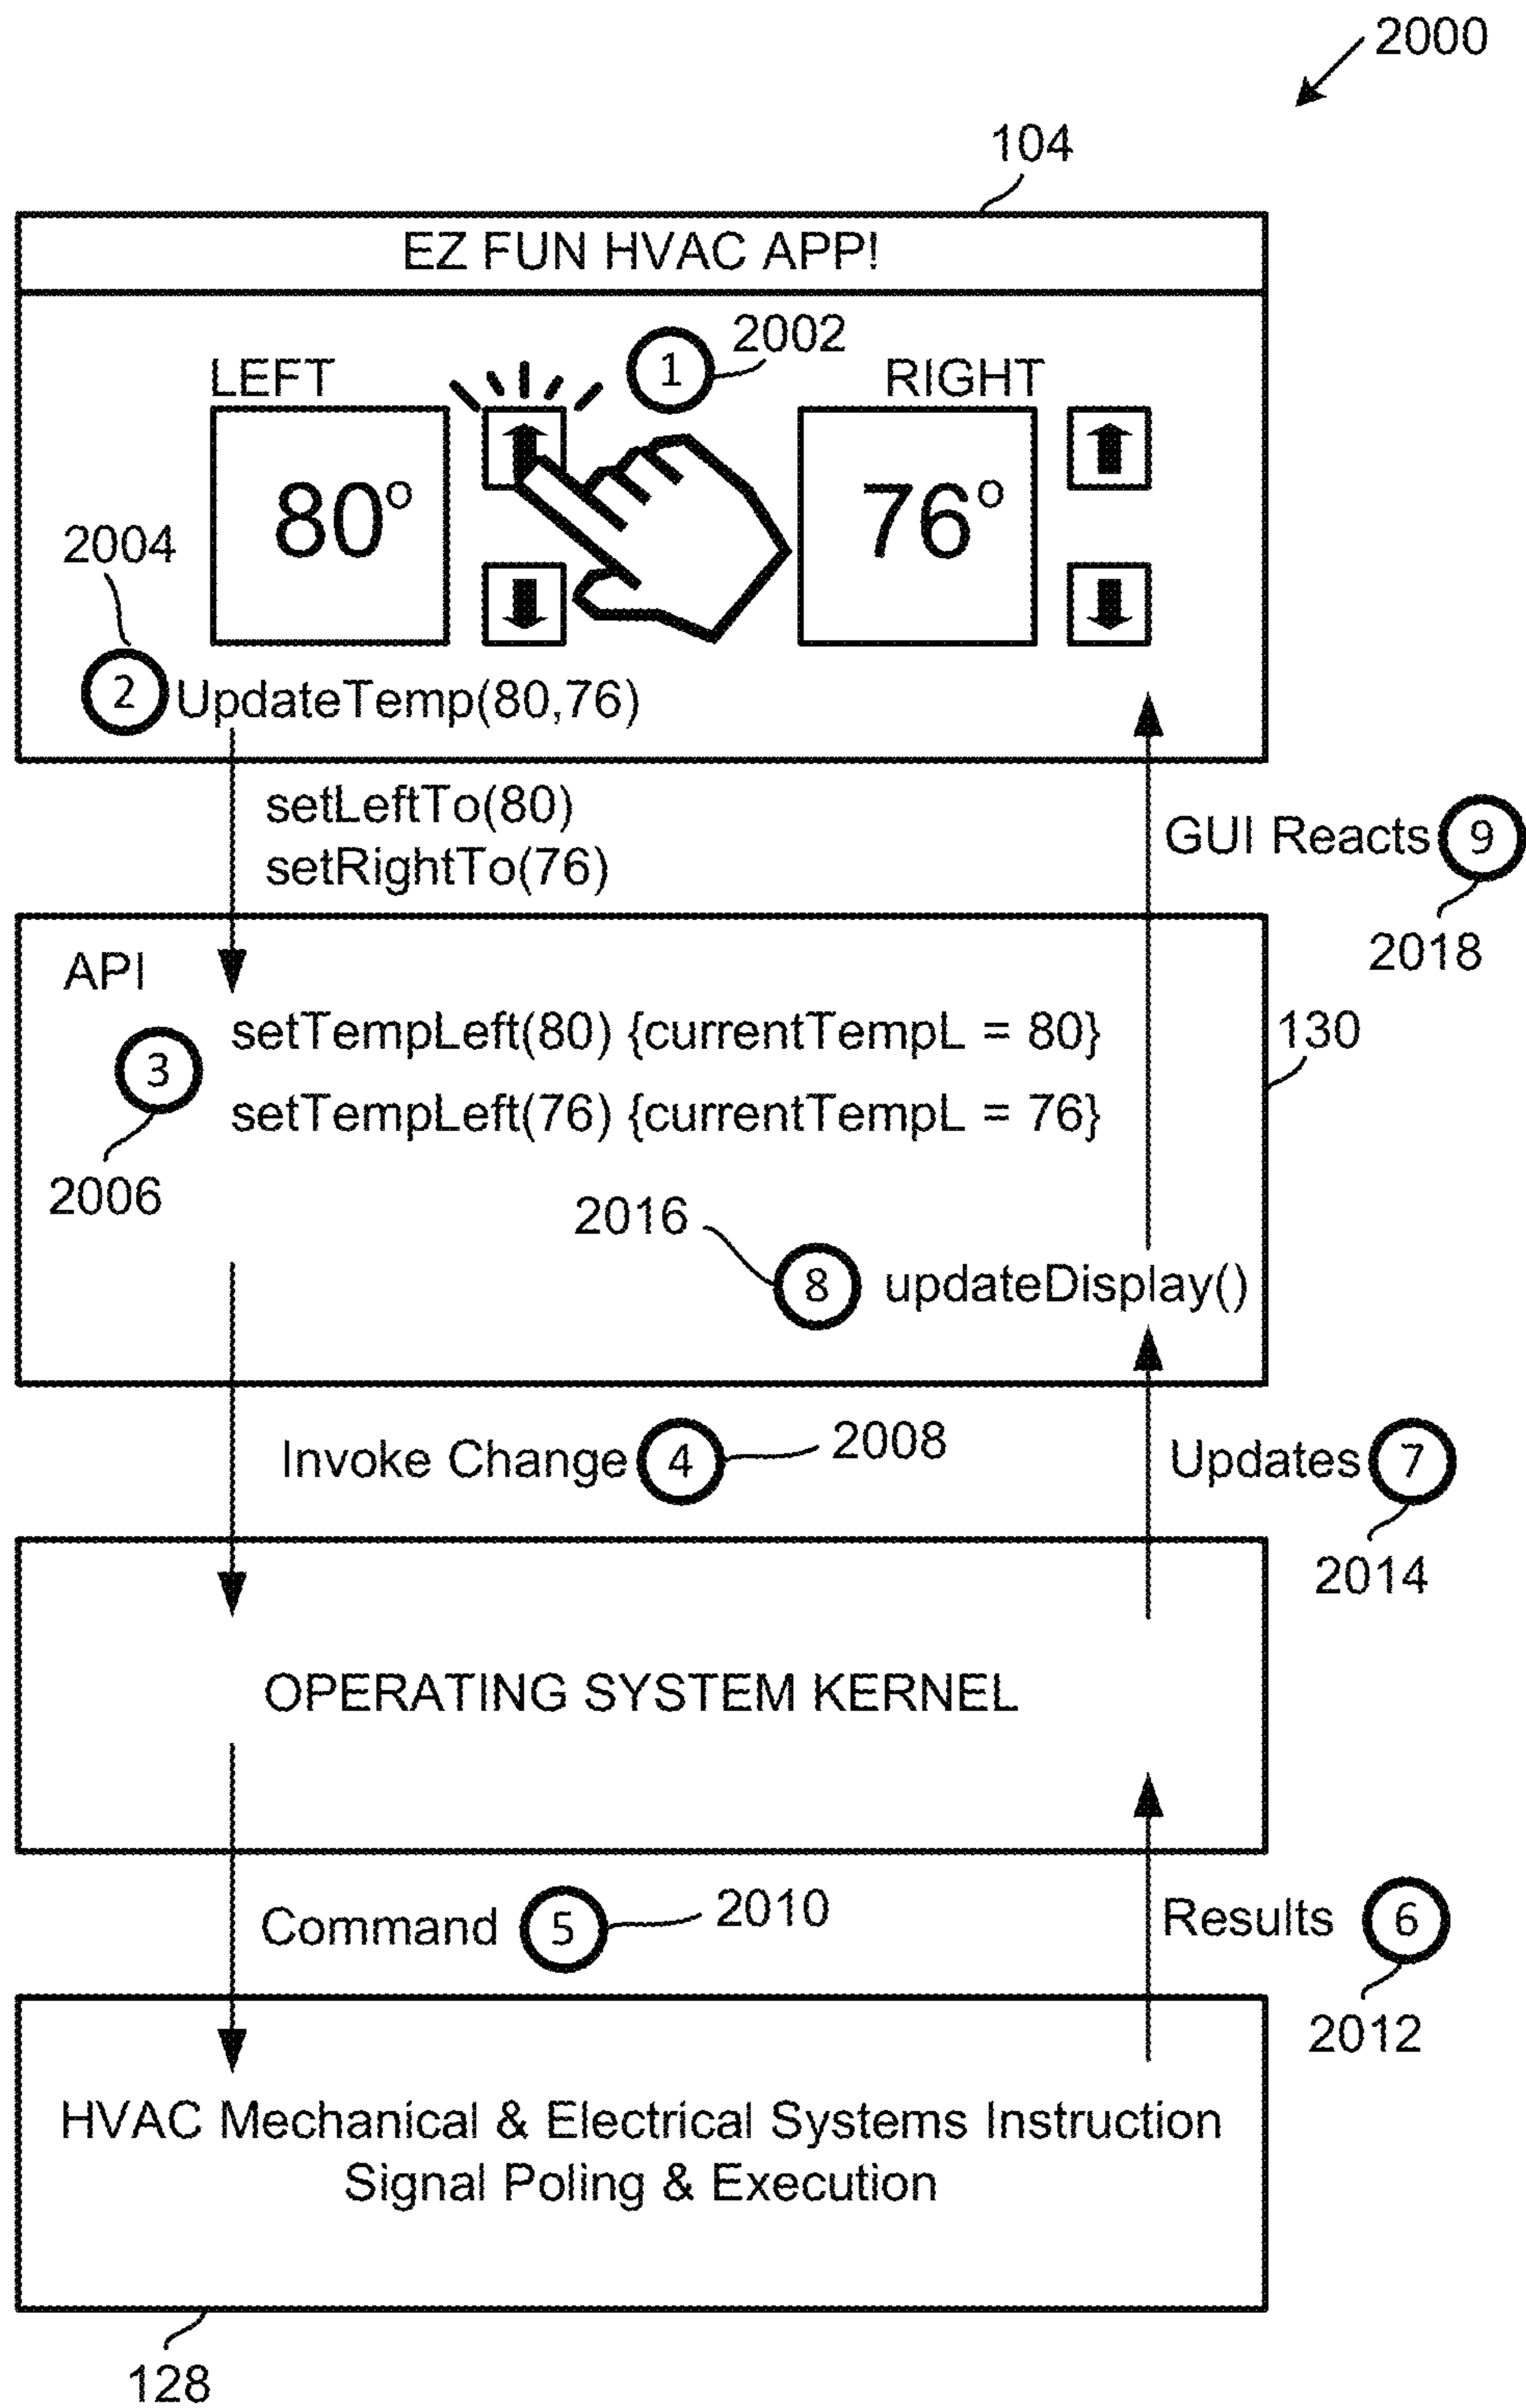 2000
104
EZ FUN HVAC APP!
1 2002
LEFT
RIGHT
80°
76°
2004
2 UpdateTemp(80,76)
setLeftTo(80)
setRightTo(76)
GUI Reacts 9
2018
API
3
setTempLeft(80) {currentTempL = 80}
setTempLeft(76) {currentTempL = 76}
130
2006
2016
8 updateDisplay()
Invoke Change 4 2008
Updates 7
2014
OPERATING SYSTEM KERNEL
Command 5 2010
Results 6
2012
HVAC Mechanical & Electrical Systems Instruction
Signal Poling & Execution
128